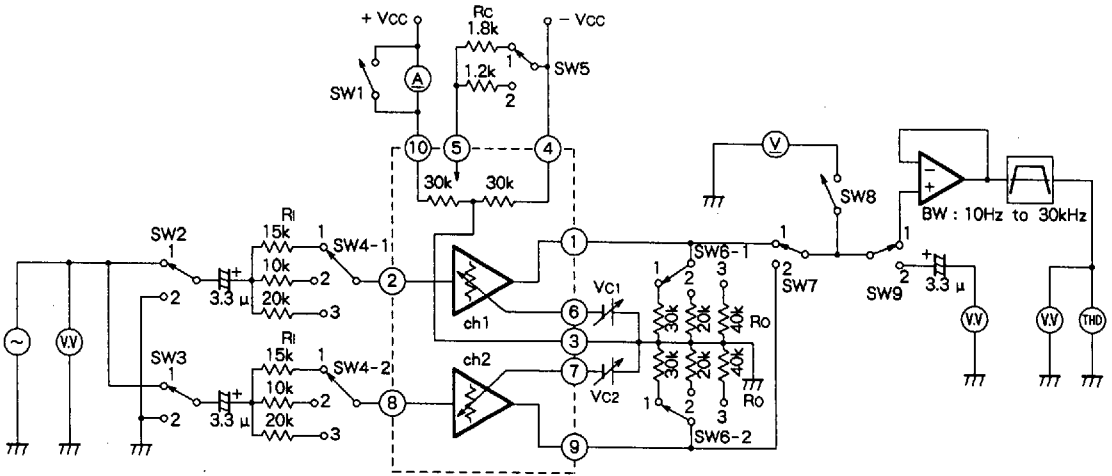 + VCC
- VCC
RC
1.8k
1
SW5
1.2k
2
A
SW1
10
5
4
30k
30k
V
SW8
-
+
BW : 10Hz to 30kHz
SW2
1
2
3.3 μ
+
RI
15k
1
SW4-1
10k
2
20k
3
2
ch1
1
6
VC1
3
7
VC2
SW6-1
1
2
3
30k
20k
40k
RO
30k
20k
40k
RO
1
2
3
SW6-2
1
2
SW7
1
2
SW9
+
3.3 μ
V.V
V.V
THD
~
V.V
SW3
1
2
3.3 μ
+
RI
15k
1
SW4-2
10k
2
20k
3
8
ch2
9